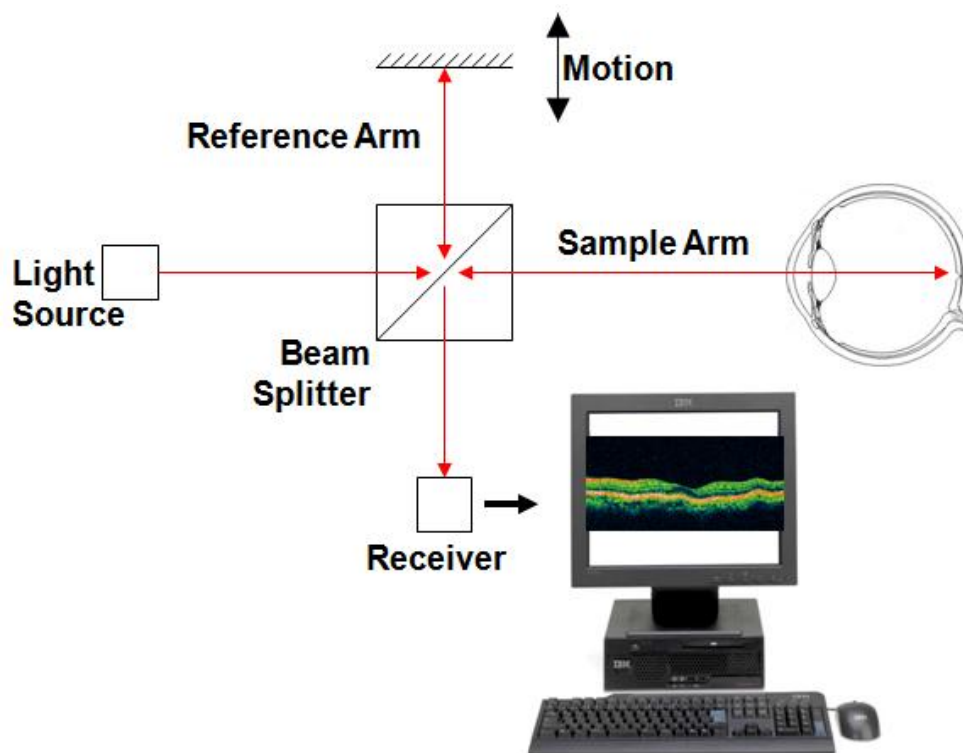 Motion
Reference Arm
Sample Arm
Light
Source
Beam
Splitter
IBM
Receiver
IBM